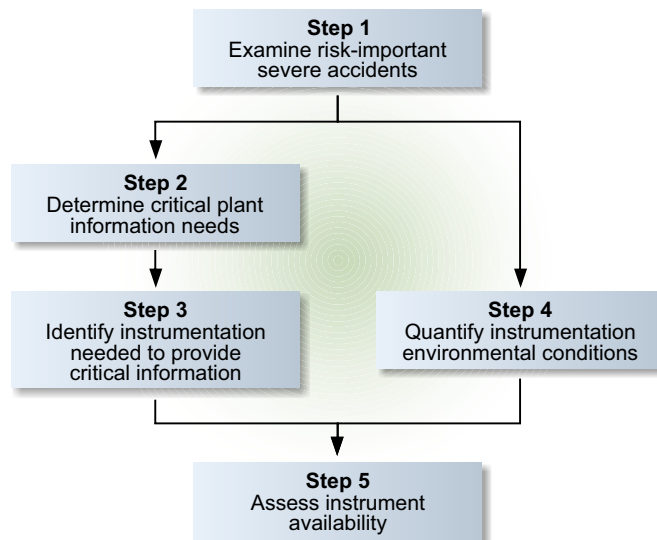 Step 1
Examine risk-important
severe accidents
Step 2
Determine critical plant
information needs
Step 3
Identify instrumentation
needed to provide
critical information
Step 4
Quantify instrumentation
environmental conditions
Step 5
Assess instrument
availability